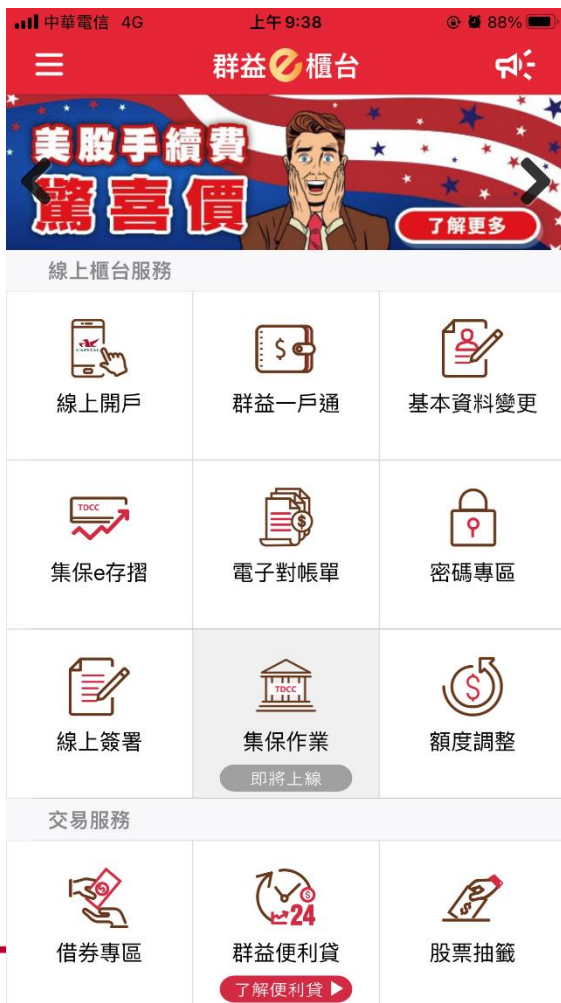 中華電信 4G 上午9:38 88%
群益e櫃台
美股手續費
驚喜價
了解更多
線上櫃台服務
CAPITAL
$
線上開戶 群益一戶通 基本資料變更
TDCC
$
集保e存摺 電子對帳單 密碼專區
TDCC
$
線上簽署 集保作業 額度調整
即將上線
交易服務
$
24
$
借券專區 群益便利貸 股票抽籤
了解便利貸